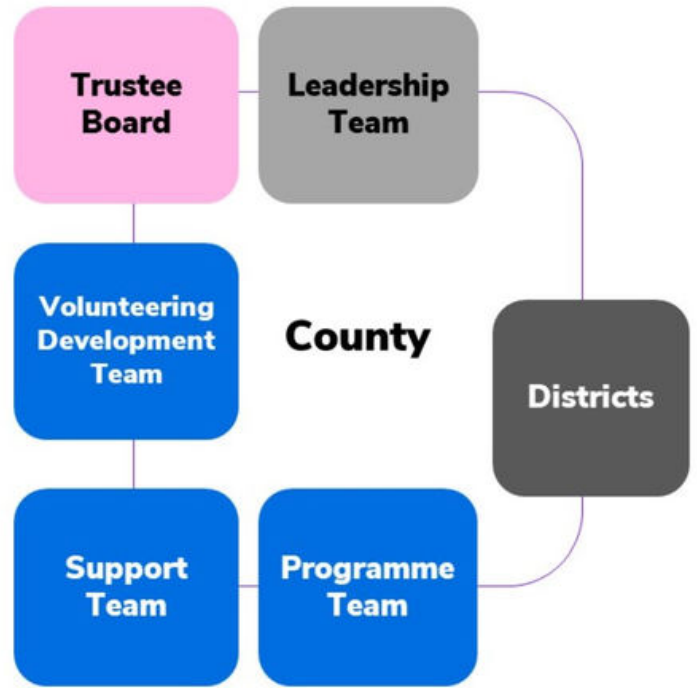 Trustee
Board
Leadership
Team
Volunteering
Development
Team
County
Districts
Support
Team
Programme
Team